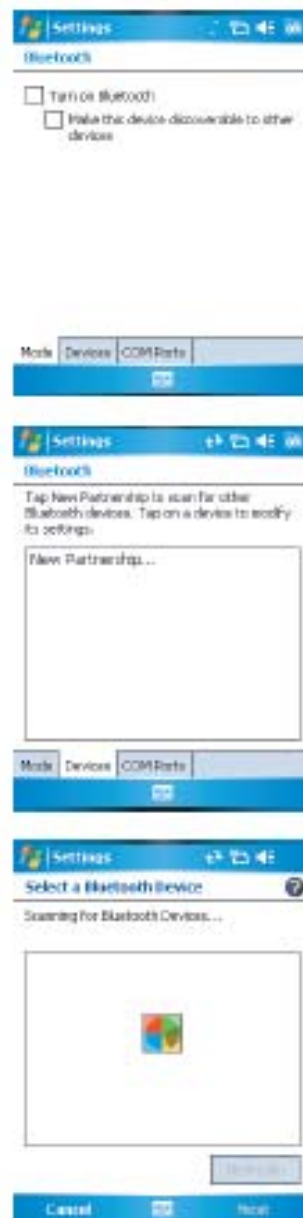 Settings
ok
Bluetooth
Turn on Bluetooth
Make this device discoverable to other
devices
Mode Devices COM Ports
Settings
ok
Bluetooth
Tap New Partnership to scan for other
Bluetooth devices. Tap on a device to modify
its settings.
New Partnership...
Mode Devices COM Ports
Settings
Select a Bluetooth Device
?
Scanning for Bluetooth Devices...
Cancel Next